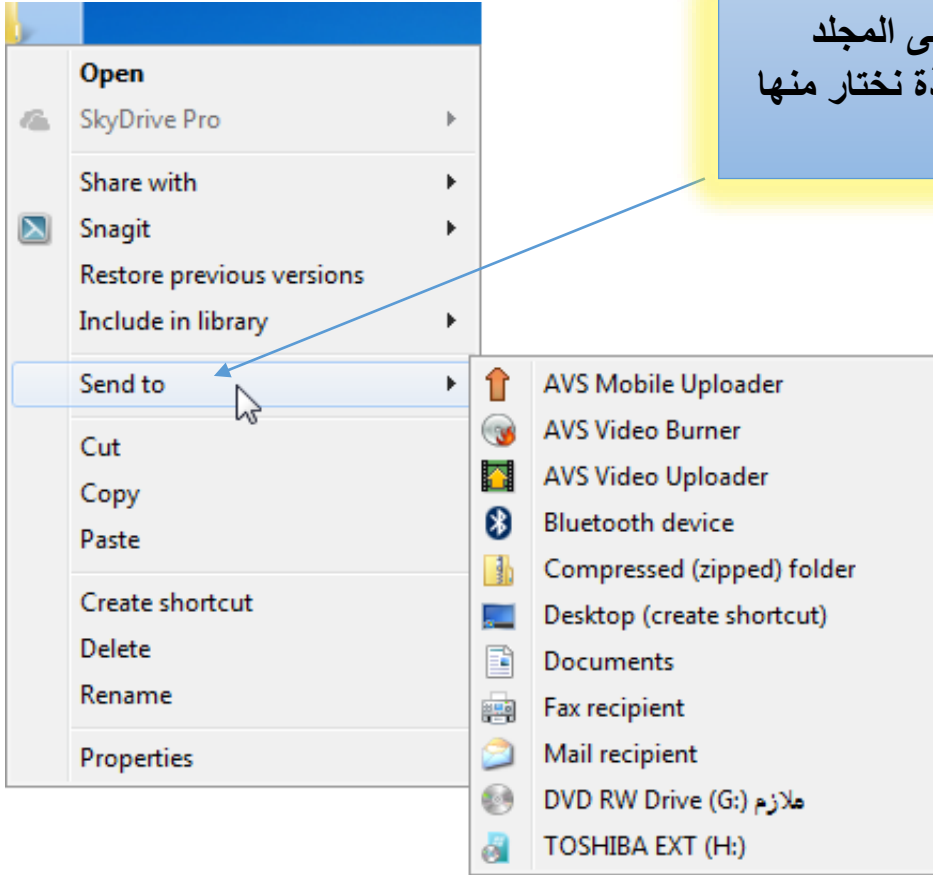 ى المجلد
نختار منها
Open
SkyDrive Pro
Share with
Snagit
Restore previous versions
Include in library
Send to
Cut
Copy
Paste
Create shortcut
Delete
Rename
Properties
AVS Mobile Uploader
AVS Video Burner
AVS Video Uploader
Bluetooth device
Compressed (zipped) folder
Desktop (create shortcut)
Documents
Fax recipient
Mail recipient
DVD RW Drive (G:) ملازم
TOSHIBA EXT (H:)